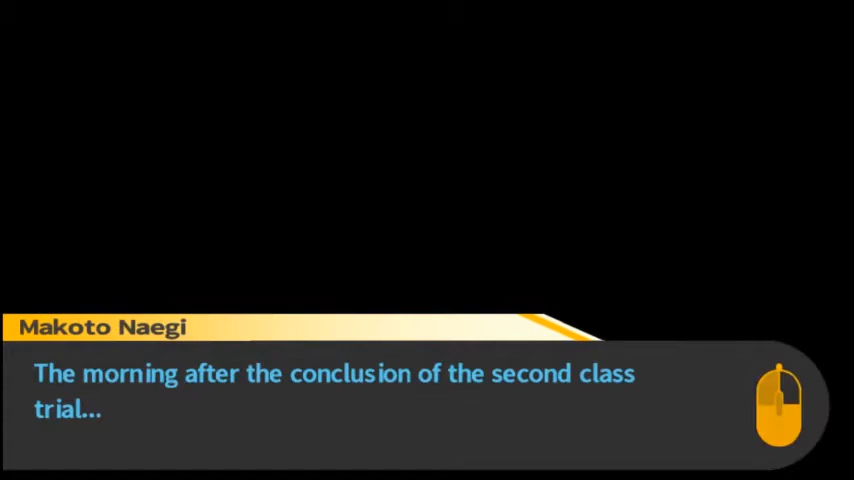 Makoto Naegi
The morning after the conclusion of the second class
trial...